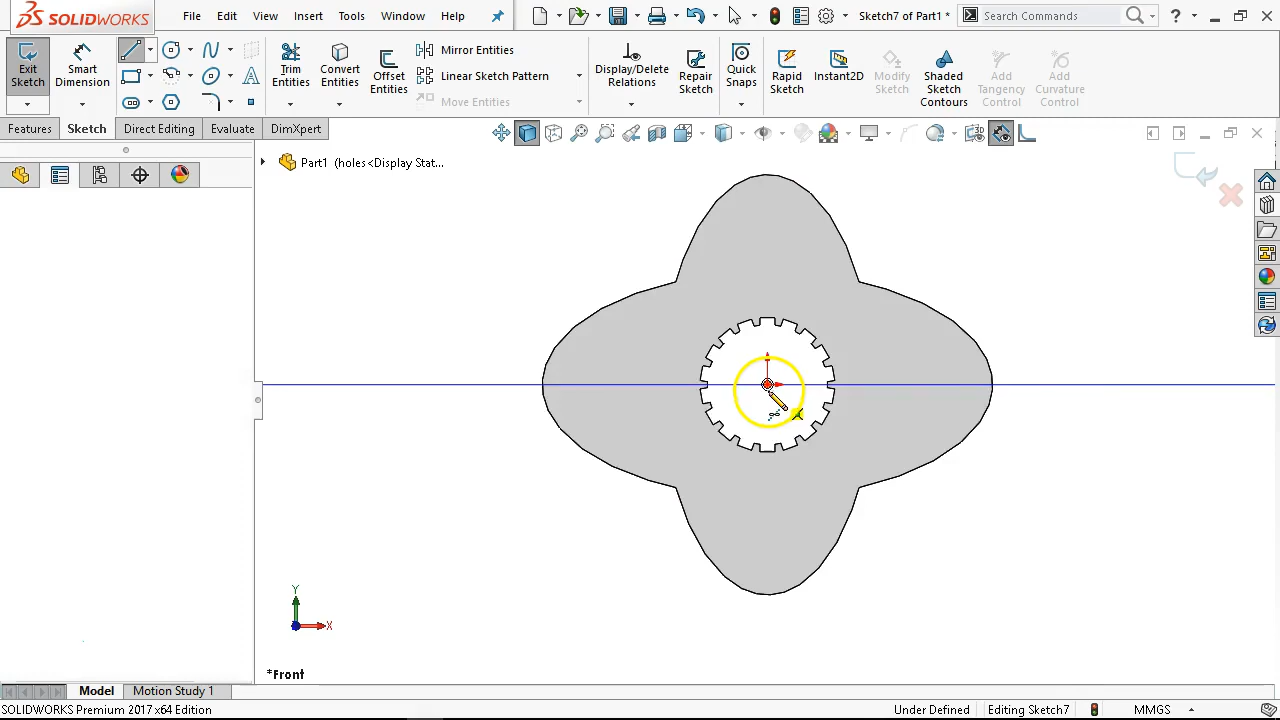 SOLIDWORKS
File
Edit
View
Insert
Tools
Window
Help
Sketch7 of Part1 *
Search Commands
?
Exit Sketch
Smart Dimension
Trim Entities
Convert Entities
Offset Entities
Mirror Entities
Linear Sketch Pattern
Move Entities
Display/Delete Relations
Repair Sketch
Quick Snaps
Rapid Sketch
Instant2D
Modify Sketch
Shaded Sketch Contours
Add Tangency Control
Add Curvature Control
Features
Sketch
Direct Editing
Evaluate
DimXpert
Part1 (holes<Display Stat...
Y
X
*Front
Model
Motion Study 1
SOLIDWORKS Premium 2017 x64 Edition
Under Defined
Editing Sketch7
MMGS